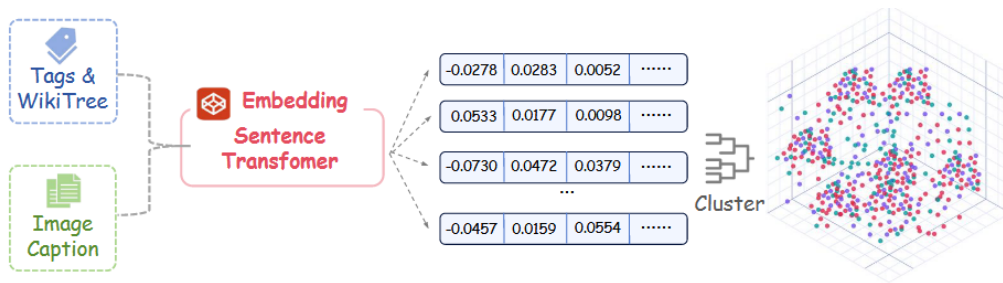 Tags &
WikiTree
Image
Caption
Embedding
Sentence
Transfomer
-0.0278 0.0283 0.0052 ······
0.0533 0.0177 0.0098 ······
-0.0730 0.0472 0.0379 ······
...
-0.0457 0.0159 0.0554 ······
Cluster